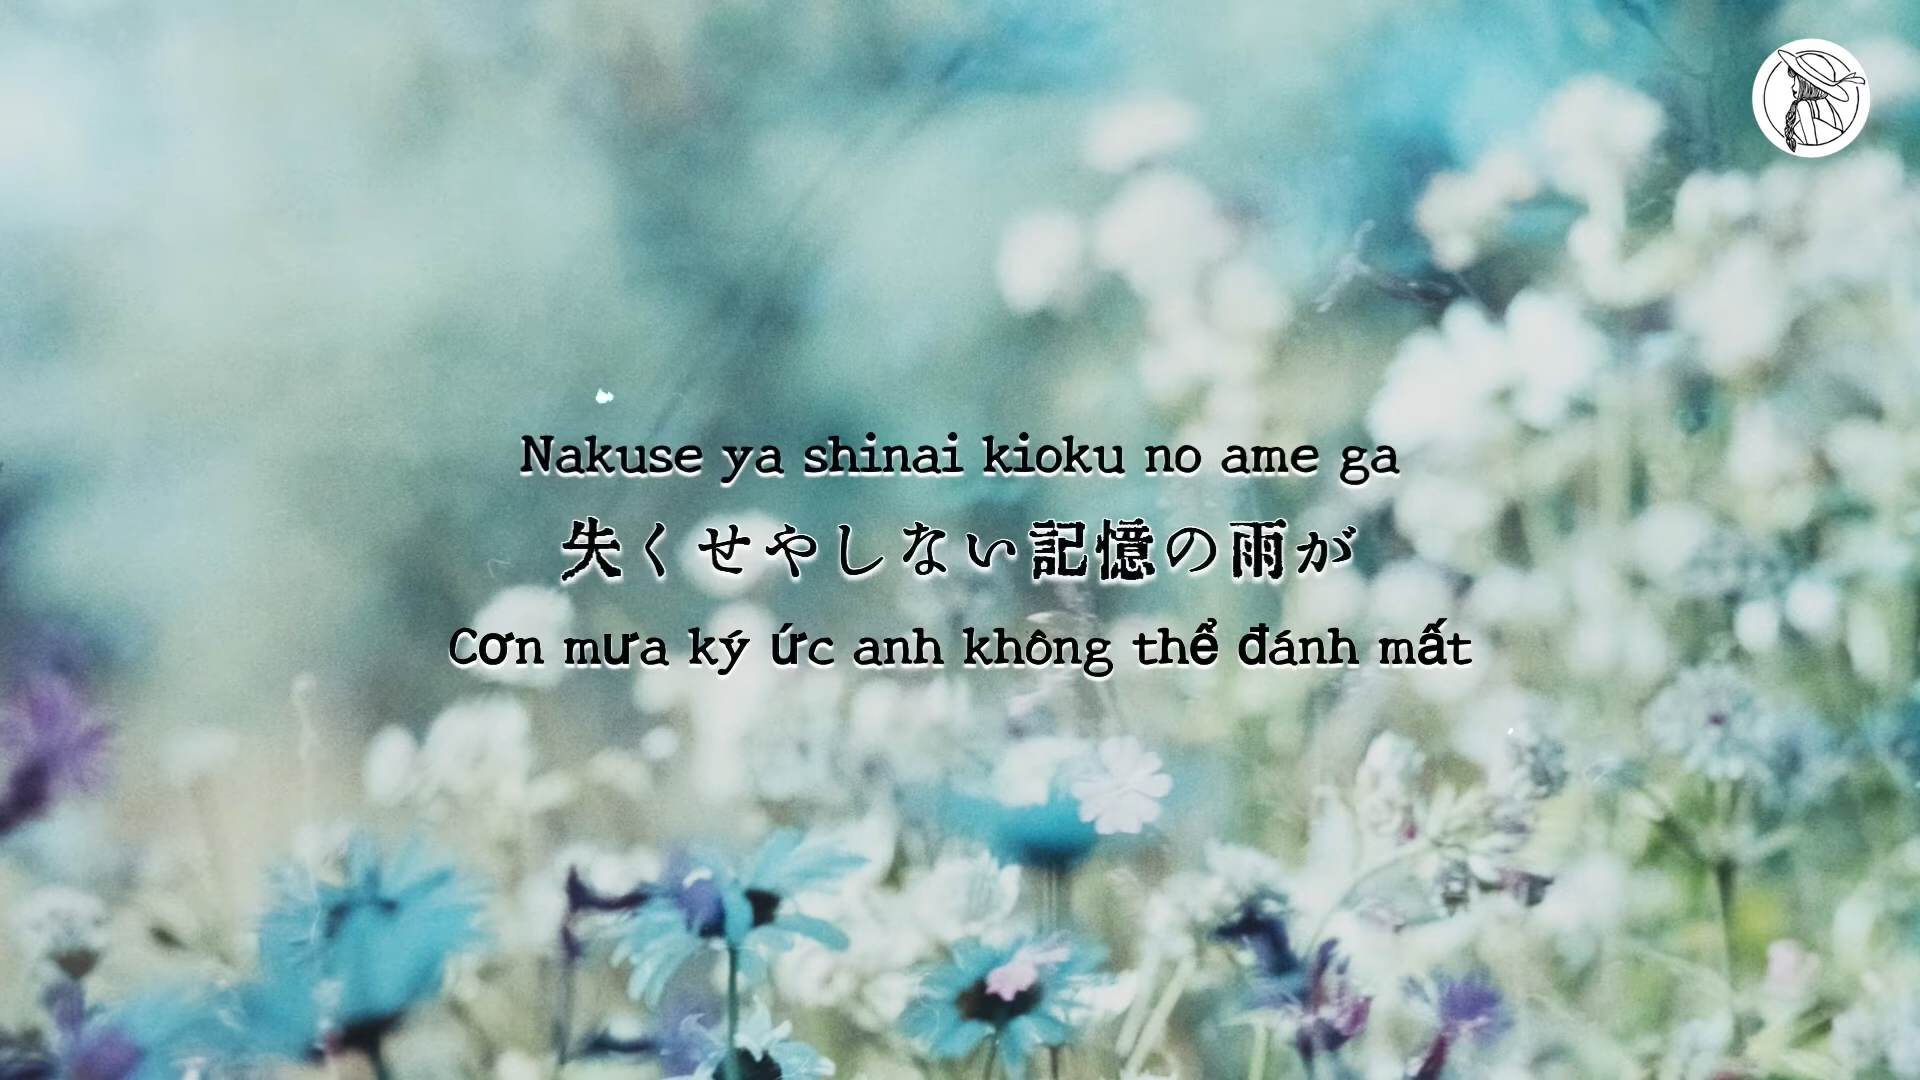 Nakuse ya shinai kioku no ame ga
失くせやしない記憶の雨が
Cơn mưa ký ức anh không thể đánh mất